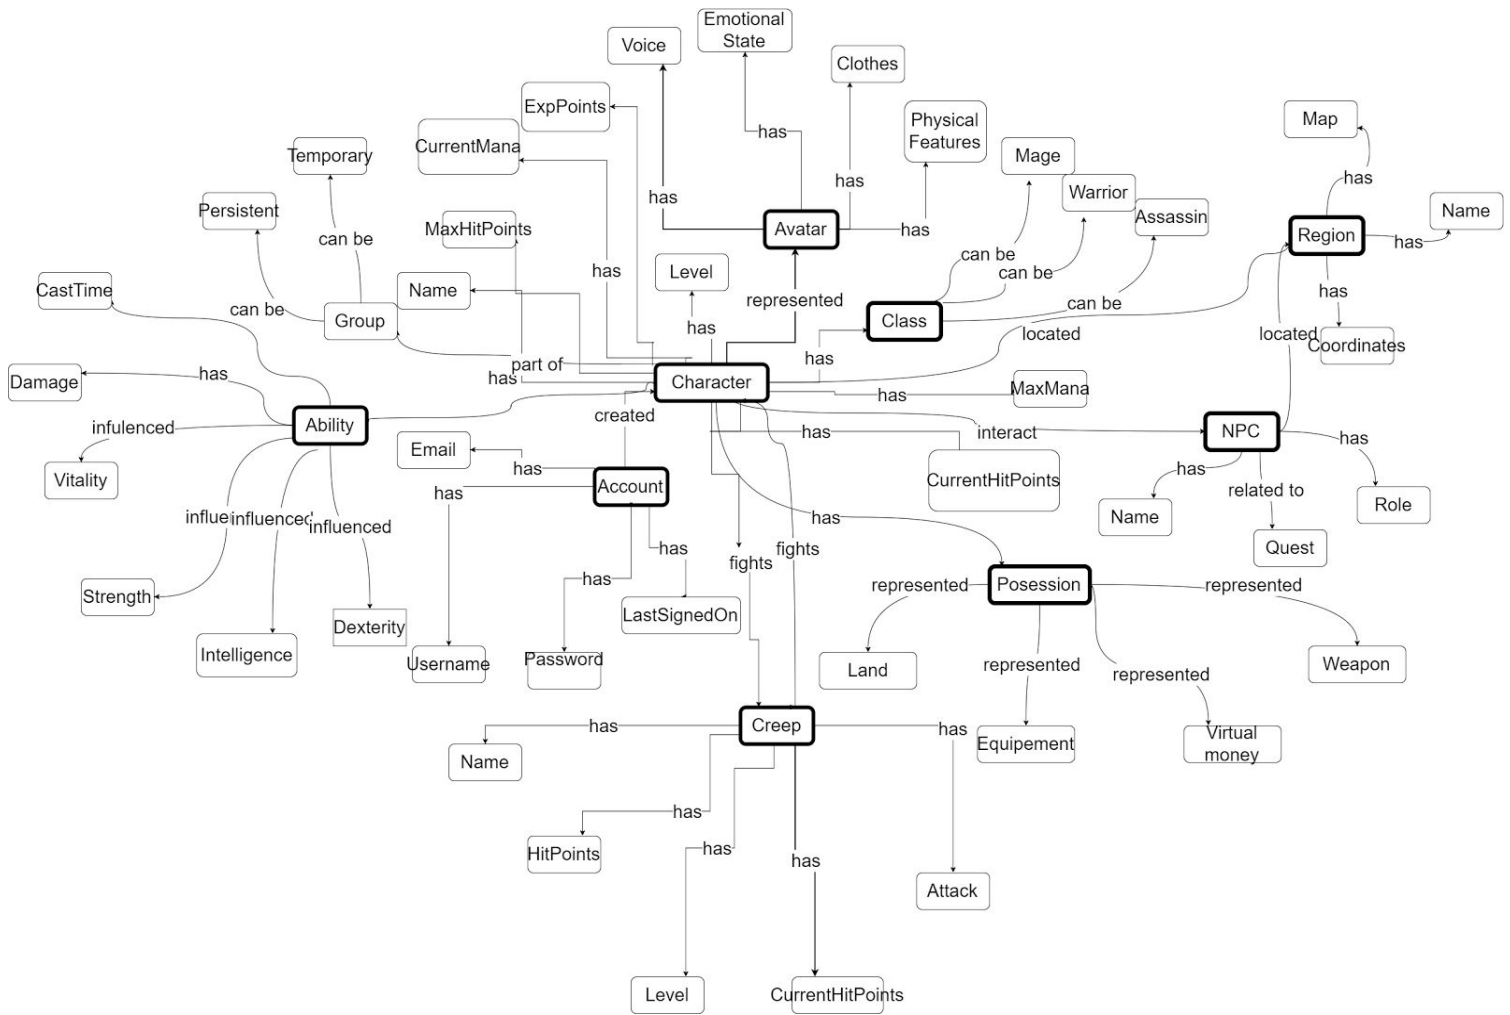 Emotional
State
Voice
Clothes
ExpPoints
Map
Physical
Features
has
CurrentMana
Temporary
Mage
has
has
Warrior
has
Persistent
Name
Assassin
MaxHitPoints
Avatar
has
Region
has
can be
can be
Level
has
can be
CastTime
Name
has
represented
can be
can be
Group
Class
has
located
located
Coordinates
has
part of
has
has
Damage
Character
MaxMana
has
created
Ability
infulenced
has
interact
NPC
has
Email
has
has
Vitality
Account
CurrentHitPoints
has
related to
Role
influe
influenced
influenced
has
Name
has
fights
Quest
fights
has
Posession
represented
represented
Strength
LastSignedOn
Dexterity
Intelligence
Username
Password
Land
represented
Weapon
represented
Creep
has
has
Virtual
money
Equipement
Name
has
has
HitPoints
has
Attack
Level
CurrentHitPoints